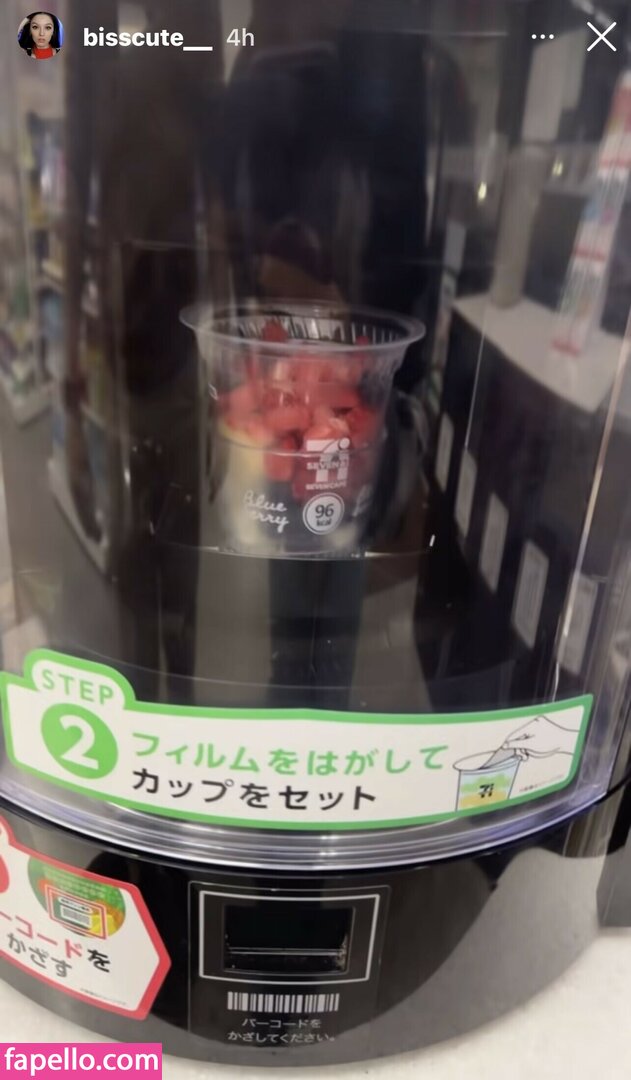 bisscute__ 4h
7i
SEVEN CAFÉ
Blue
96
kcal
STEP
2
フィルムをはがして
カップをセット
ーコードを
かざす
バーコードを
かざしてください。
fapello.com